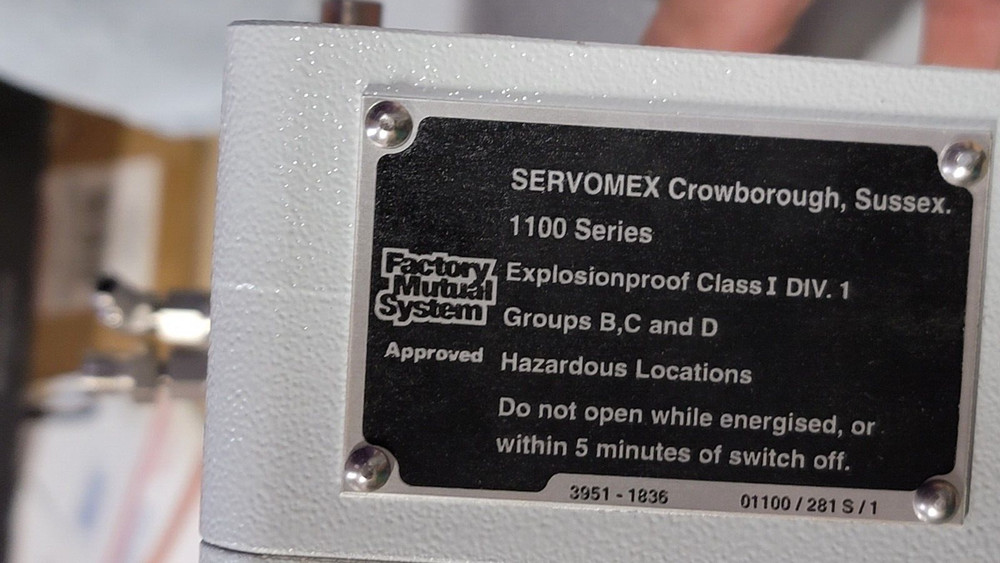 SERVOMEX Crowborough, Sussex.
1100 Series
Factory
Mutual
System
Approved
Explosionproof Class I DIV. 1
Groups B,C and D
Hazardous Locations
Do not open while energised, or
within 5 minutes of switch off.
3951 - 1836
01100 / 281 S / 1